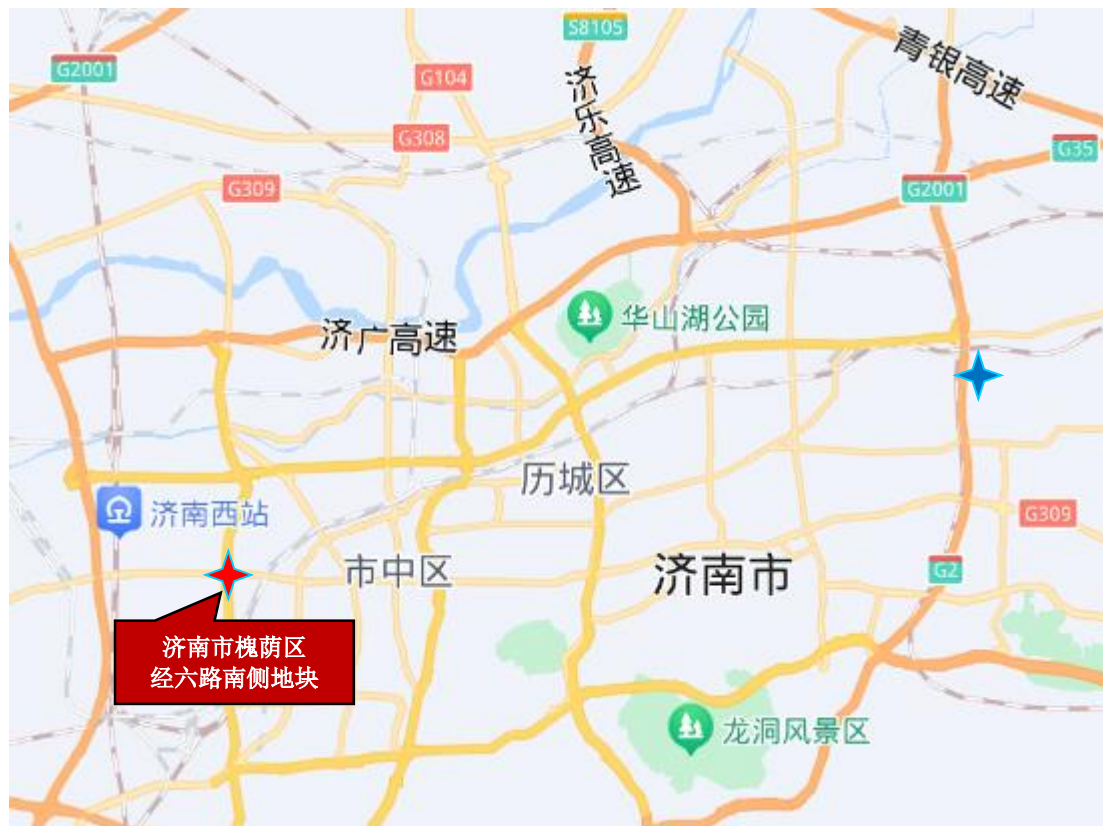 S8105
青银高速
G2001
G104
济乐高速
G308
G35
G309
G2001
华山湖公园
济广高速
历城区
济南西站
G309
市中区
济南市
G2
济南市槐荫区
经六路南侧地块
龙洞风景区